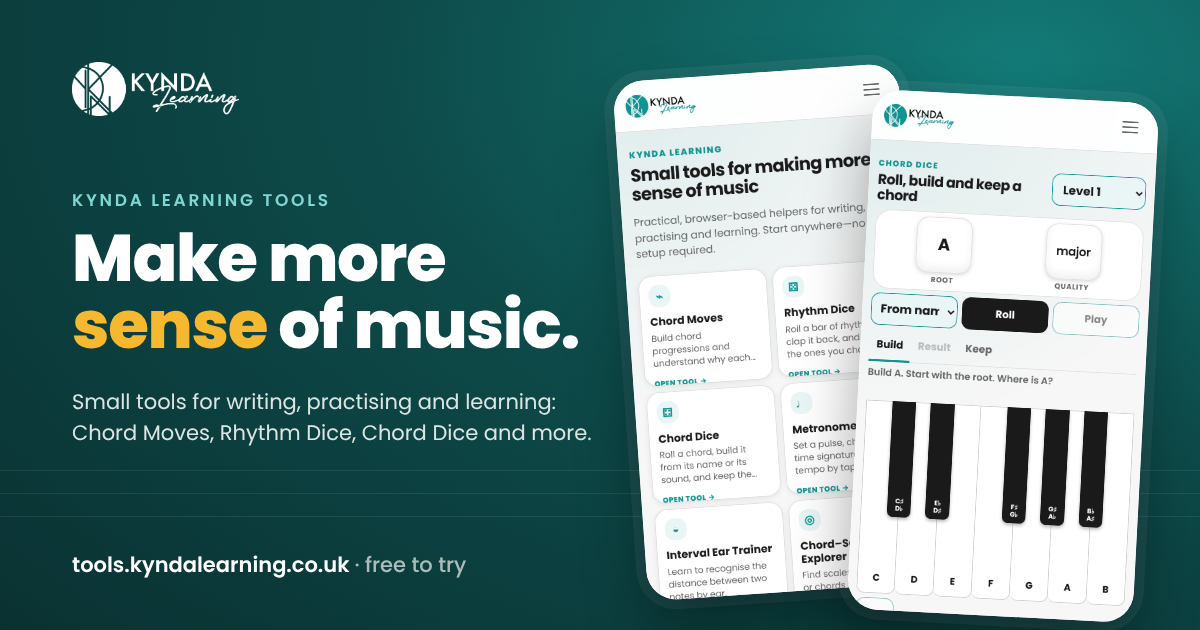 KYNDA
Learning
KYNDA LEARNING TOOLS
Make more
sense of music.
Small tools for writing, practising and learning:
Chord Moves, Rhythm Dice, Chord Dice and more.
tools.kyndalearning.co.uk · free to try
KYNDA
Learning
KYNDA LEARNING
Small tools for making more
sense of music
Practical, browser-based helpers for writing,
practising and learning. Start anywhere—no
setup required.
Chord Moves
Build chord
progressions and
understand why each...
OPEN TOOL →
Rhythm Dice
Roll a bar of
clap it back, and
the ones you
OPEN TOOL →
Chord Dice
Roll a chord, build it
from its name or its
sound, and keep the...
OPEN TOOL →
Metronome
Set a pulse,
time signature
tempo by
OPEN TOOL →
Interval Ear Trainer
Learn to recognise the
distance between two
notes by ear
Explorer
Find
or chords
KYNDA
Learning
CHORD DICE
Roll, build and keep a
chord
Level 1
A
ROOT
major
QUALITY
From
Roll
Play
Build Result Keep
Build A. Start with the root. Where is A?
C♯ E♭ F♯ G♯ B♭
D♭ D♯ G♭ A♭ A♯
C D E F G A B